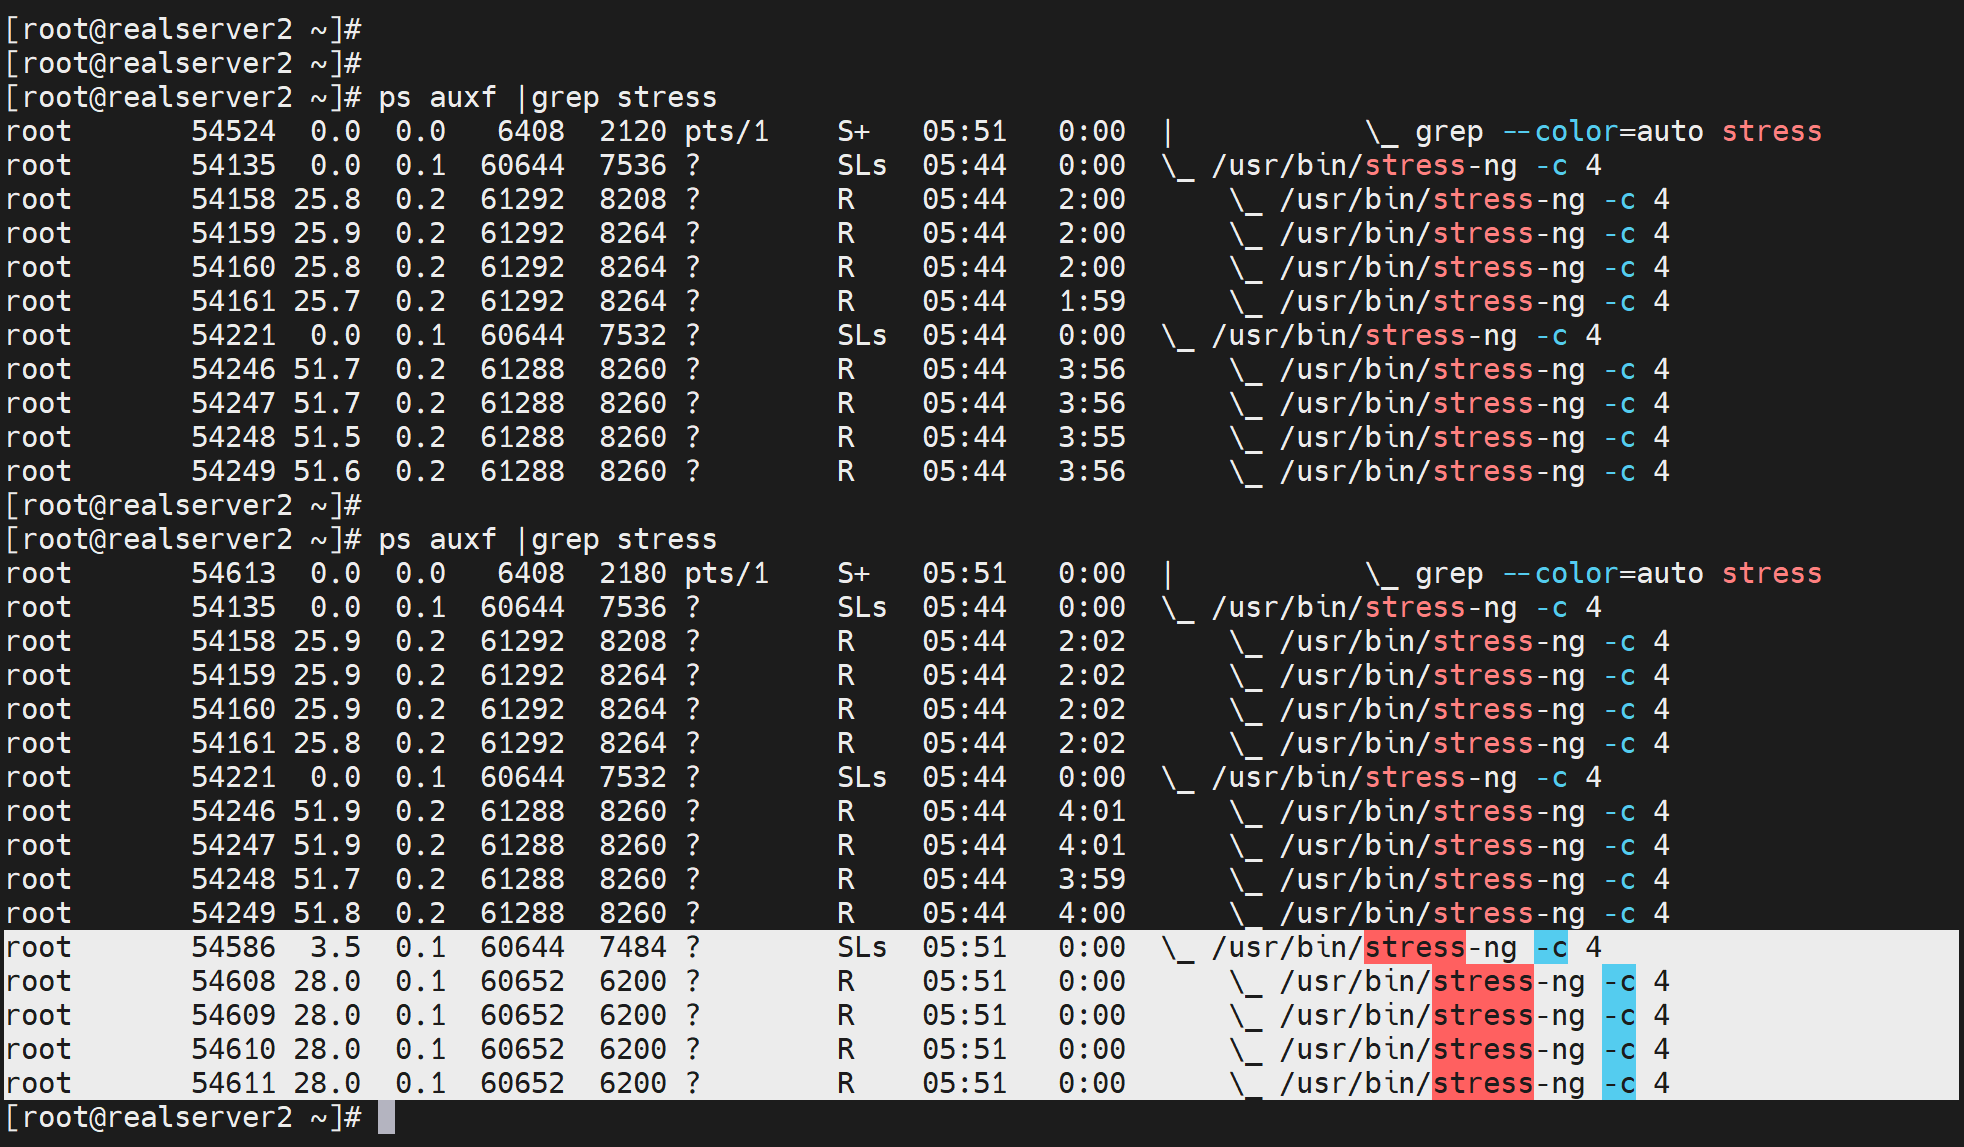 [root@realserver2 ~]#
[root@realserver2 ~]#
[root@realserver2 ~]# ps auxf |grep stress
root       54524  0.0  0.0   6408  2120 pts/1    S+   05:51   0:00  |           \_ grep --color=auto stress
root       54135  0.0  0.1  60644  7536 ?        SLs  05:44   0:00  \_ /usr/bin/stress-ng -c 4
root       54158 25.8  0.2  61292  8208 ?        R    05:44   2:00      \_ /usr/bin/stress-ng -c 4
root       54159 25.9  0.2  61292  8264 ?        R    05:44   2:00      \_ /usr/bin/stress-ng -c 4
root       54160 25.8  0.2  61292  8264 ?        R    05:44   2:00      \_ /usr/bin/stress-ng -c 4
root       54161 25.7  0.2  61292  8264 ?        R    05:44   1:59      \_ /usr/bin/stress-ng -c 4
root       54221  0.0  0.1  60644  7532 ?        SLs  05:44   0:00  \_ /usr/bin/stress-ng -c 4
root       54246 51.7  0.2  61288  8260 ?        R    05:44   3:56      \_ /usr/bin/stress-ng -c 4
root       54247 51.7  0.2  61288  8260 ?        R    05:44   3:56      \_ /usr/bin/stress-ng -c 4
root       54248 51.5  0.2  61288  8260 ?        R    05:44   3:55      \_ /usr/bin/stress-ng -c 4
root       54249 51.6  0.2  61288  8260 ?        R    05:44   3:56      \_ /usr/bin/stress-ng -c 4
[root@realserver2 ~]#
[root@realserver2 ~]# ps auxf |grep stress
root       54613  0.0  0.0   6408  2180 pts/1    S+   05:51   0:00  |           \_ grep --color=auto stress
root       54135  0.0  0.1  60644  7536 ?        SLs  05:44   0:00  \_ /usr/bin/stress-ng -c 4
root       54158 25.9  0.2  61292  8208 ?        R    05:44   2:02      \_ /usr/bin/stress-ng -c 4
root       54159 25.9  0.2  61292  8264 ?        R    05:44   2:02      \_ /usr/bin/stress-ng -c 4
root       54160 25.9  0.2  61292  8264 ?        R    05:44   2:02      \_ /usr/bin/stress-ng -c 4
root       54161 25.8  0.2  61292  8264 ?        R    05:44   2:02      \_ /usr/bin/stress-ng -c 4
root       54221  0.0  0.1  60644  7532 ?        SLs  05:44   0:00  \_ /usr/bin/stress-ng -c 4
root       54246 51.9  0.2  61288  8260 ?        R    05:44   4:01      \_ /usr/bin/stress-ng -c 4
root       54247 51.9  0.2  61288  8260 ?        R    05:44   4:01      \_ /usr/bin/stress-ng -c 4
root       54248 51.7  0.2  61288  8260 ?        R    05:44   3:59      \_ /usr/bin/stress-ng -c 4
root       54249 51.8  0.2  61288  8260 ?        R    05:44   4:00      \_ /usr/bin/stress-ng -c 4
root       54586  3.5  0.1  60644  7484 ?        SLs  05:51   0:00  \_ /usr/bin/stress-ng -c 4
root       54608 28.0  0.1  60652  6200 ?        R    05:51   0:00      \_ /usr/bin/stress-ng -c 4
root       54609 28.0  0.1  60652  6200 ?        R    05:51   0:00      \_ /usr/bin/stress-ng -c 4
root       54610 28.0  0.1  60652  6200 ?        R    05:51   0:00      \_ /usr/bin/stress-ng -c 4
root       54611 28.0  0.1  60652  6200 ?        R    05:51   0:00      \_ /usr/bin/stress-ng -c 4
[root@realserver2 ~]#